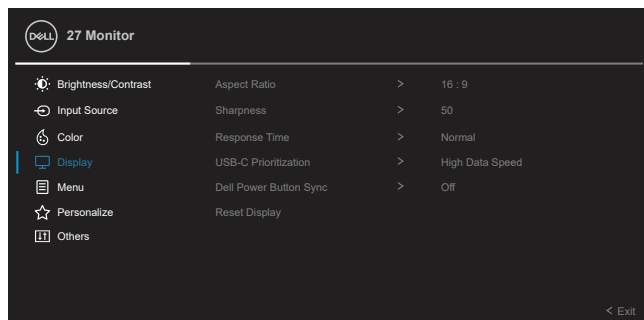 DELL 27 Monitor
Brightness/Contrast Aspect Ratio > 16 : 9
Input Source Sharpness > 50
Color Response Time > Normal
Display USB-C Prioritization > High Data Speed
Menu Dell Power Button Sync > Off
Personalize Reset Display
Others
< Exit